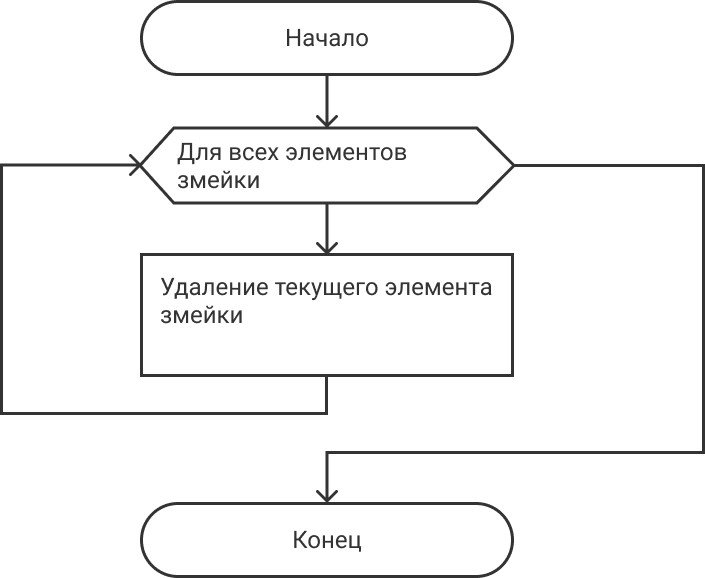 Начало
Для всех элементов
змейки
Удаление текущего элемента
змейки
Конец